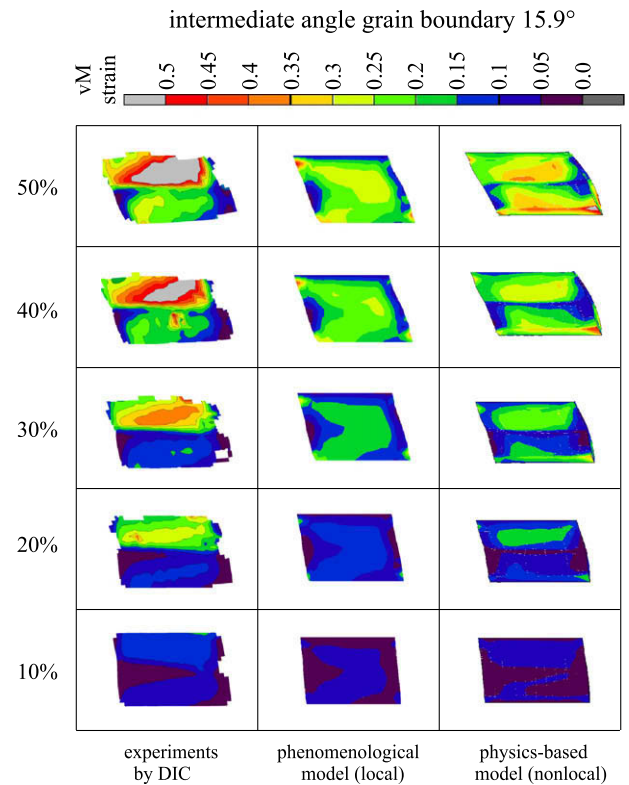 intermediate angle grain boundary 15.9°
vM
strain
0.5
0.45
0.4
0.35
0.3
0.25
0.2
0.15
0.1
0.05
0.0
50%
40%
30%
20%
10%
experiments
by DIC
phenomenological
model (local)
physics-based
model (nonlocal)